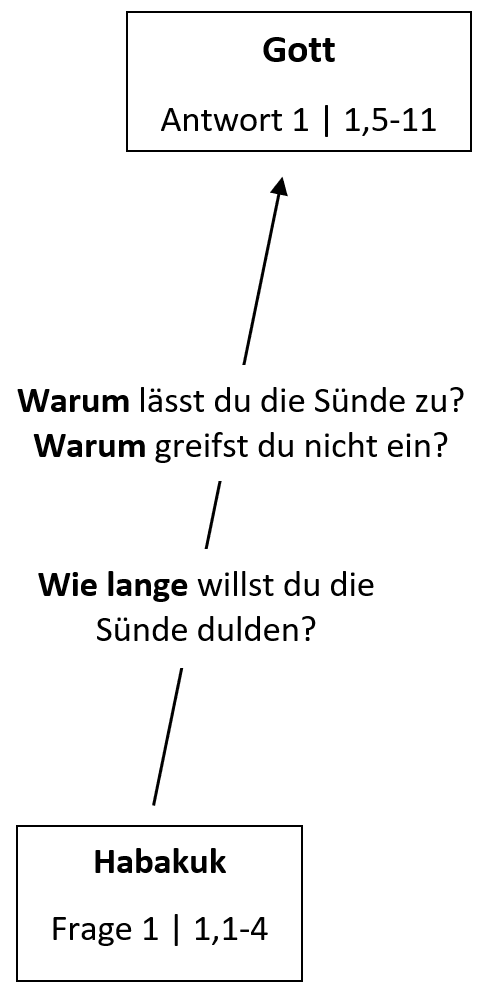 Gott
Antwort 1 | 1,5-11
Warum lässt du die Sünde zu?
Warum greifst du nicht ein?
Wie lange willst du die
Sünde dulden?
Habakuk
Frage 1 | 1,1-4